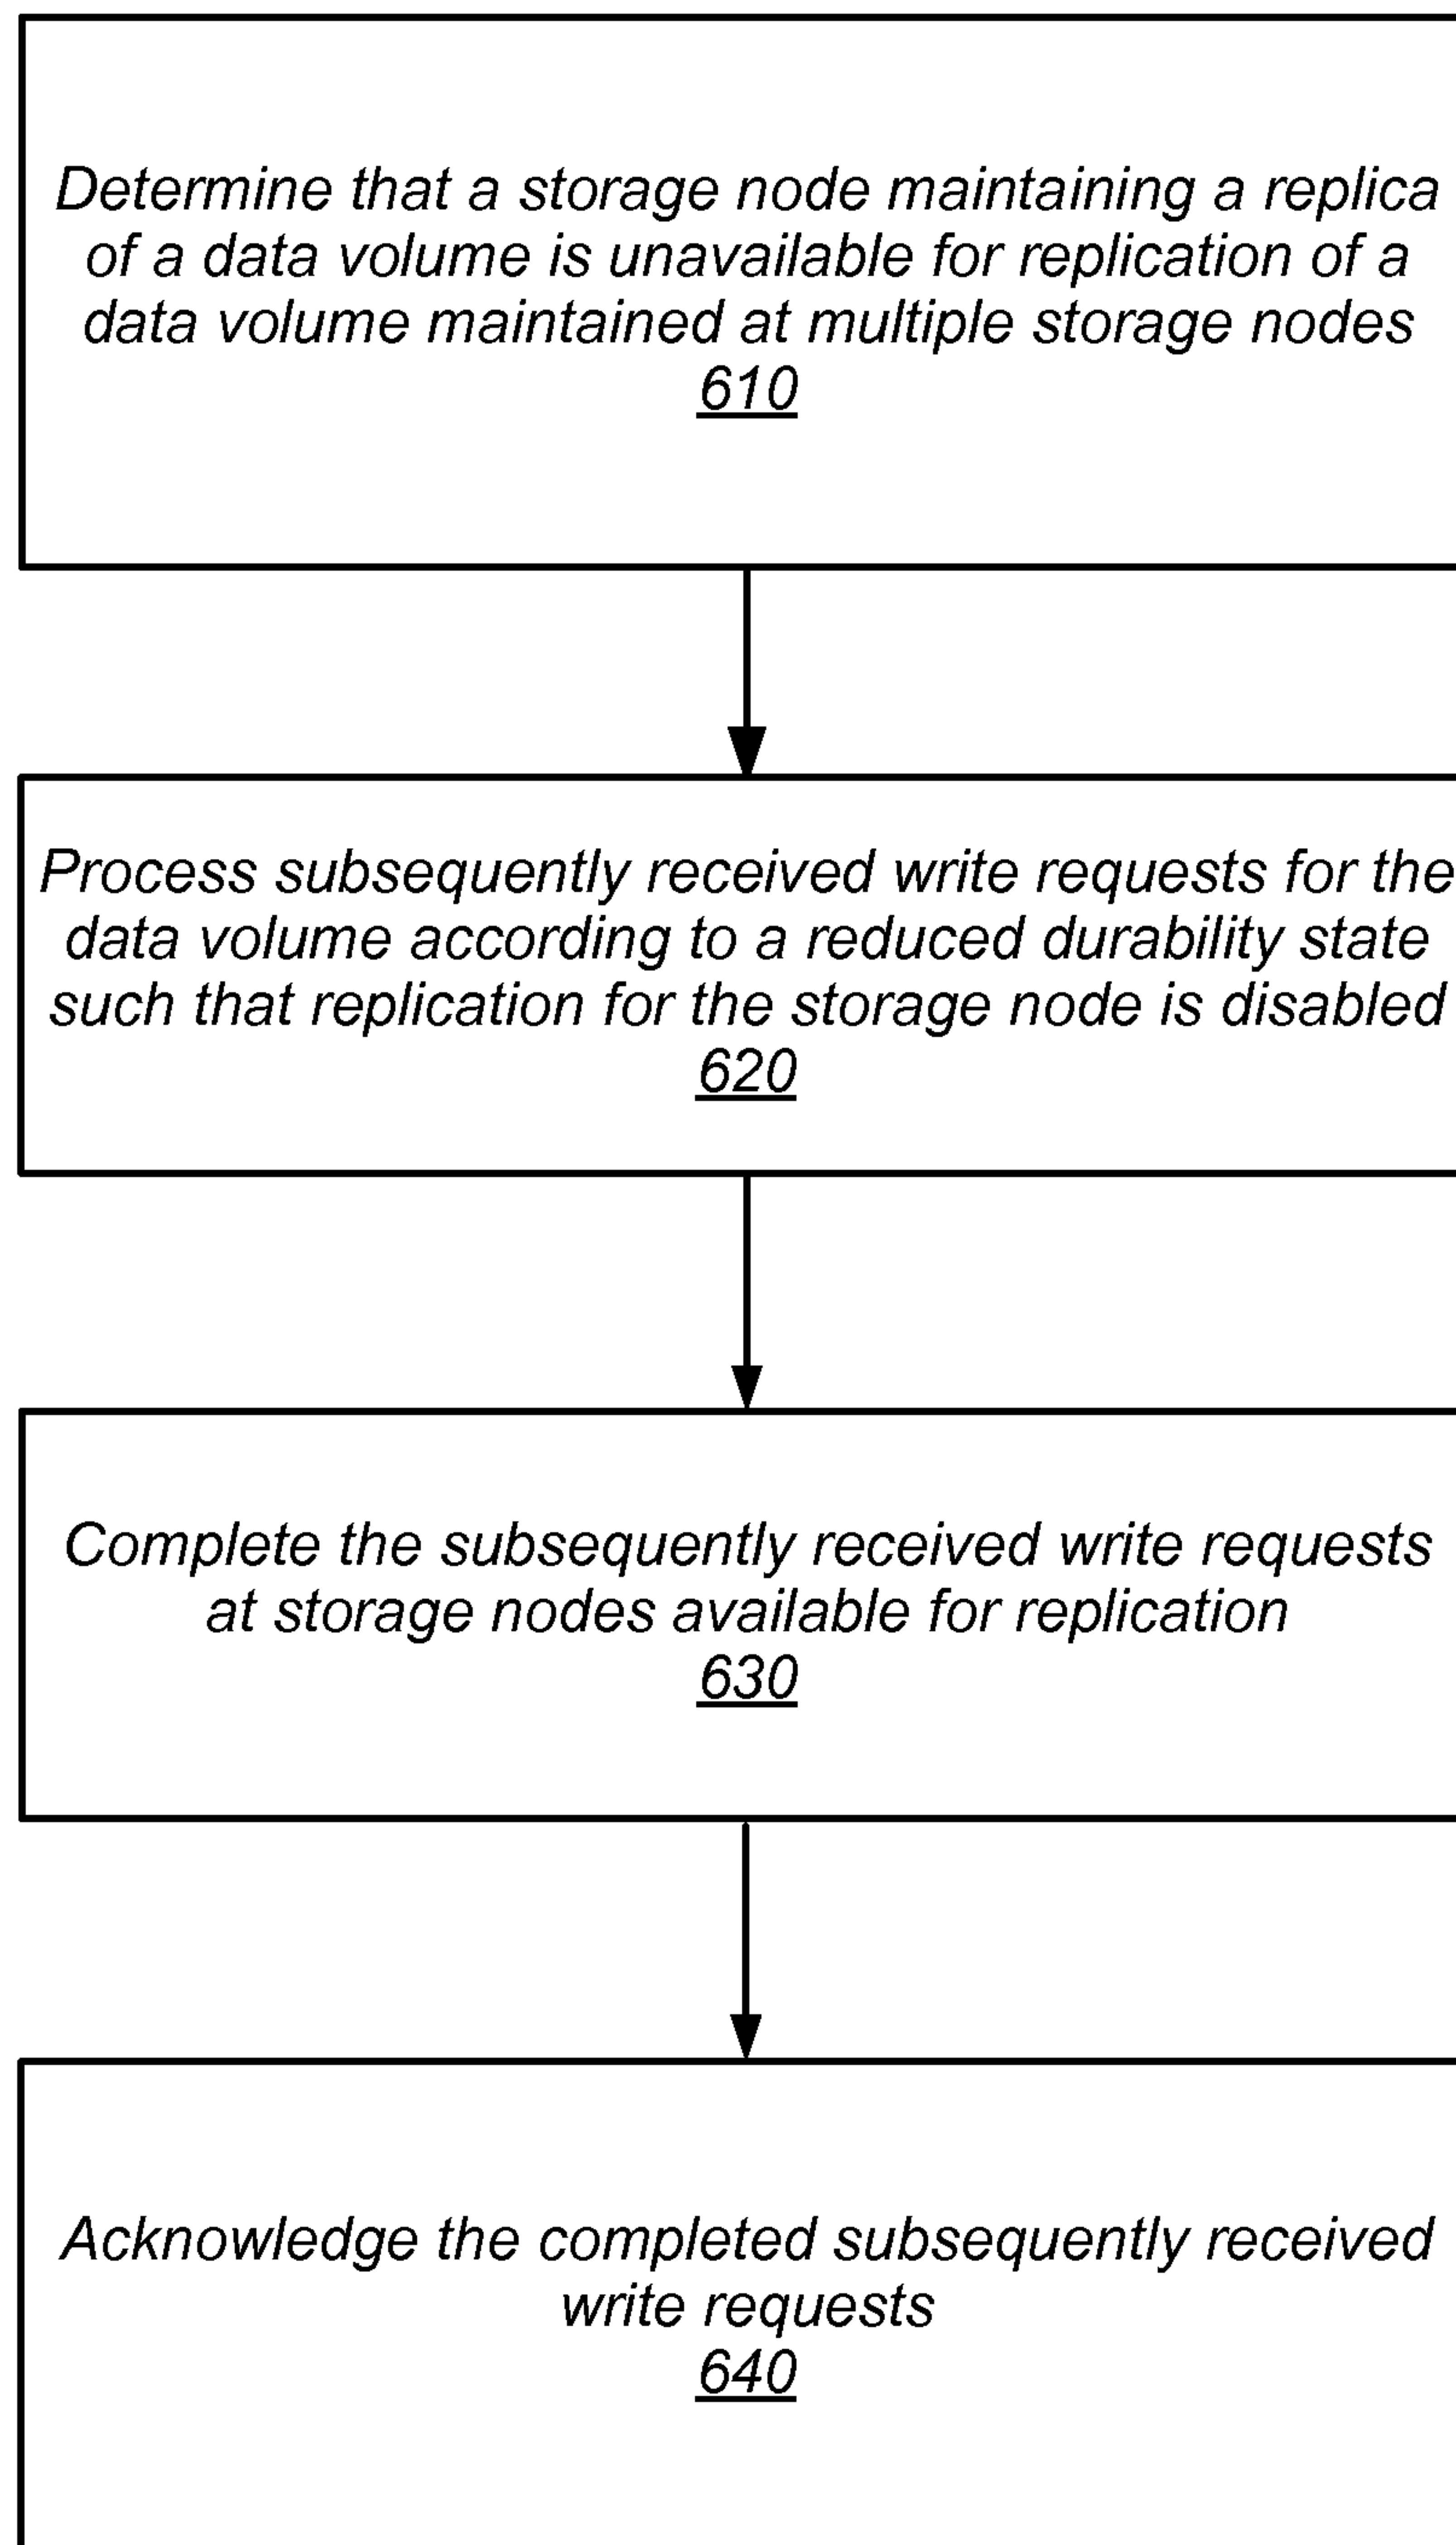 Determine that a storage node maintaining a replica
of a data volume is unavailable for replication of a
data volume maintained at multiple storage nodes
610
Process subsequently received write requests for the
data volume according to a reduced durability state
such that replication for the storage node is disabled
620
Complete the subsequently received write requests
at storage nodes available for replication
630
Acknowledge the completed subsequently received
write requests
640